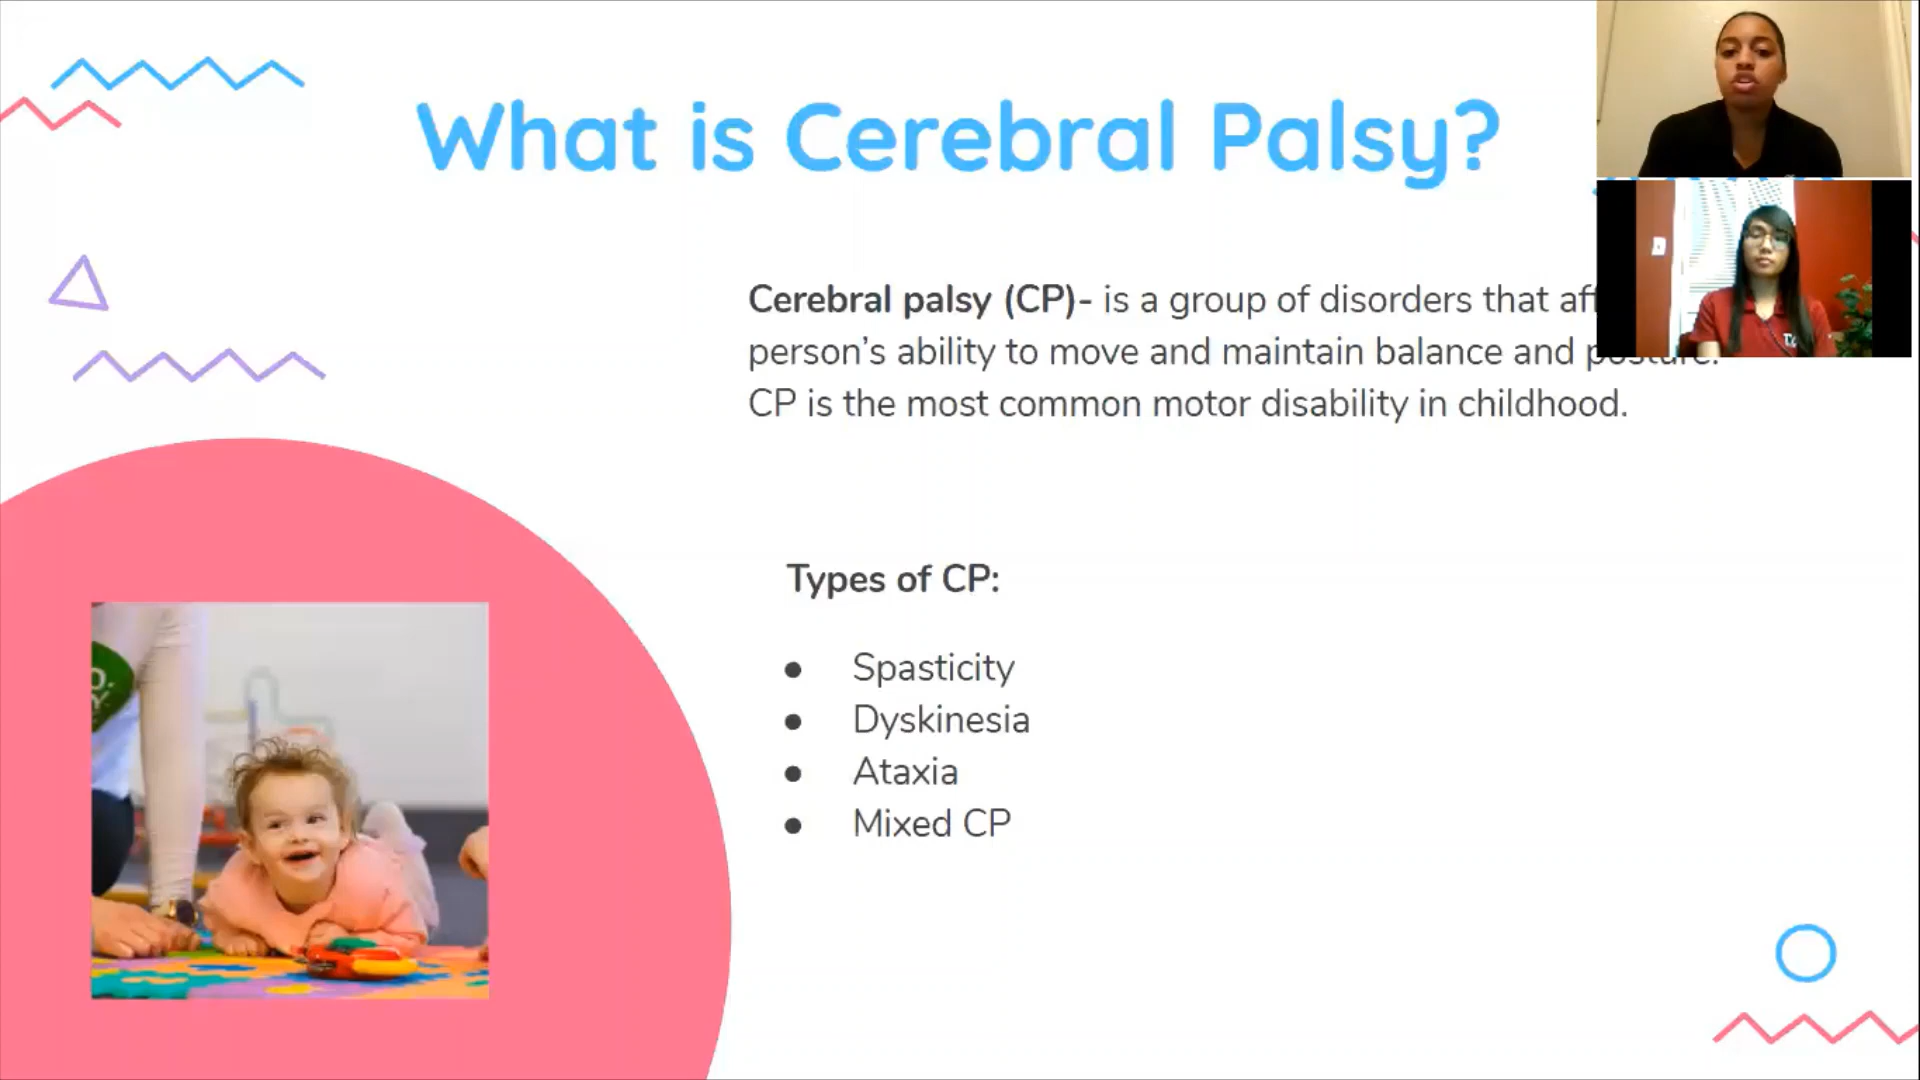 What is Cerebral Palsy?
Cerebral palsy (CP)- is a group of disorders that
person's ability to move and maintain balance and posture.
CP is the most common motor disability in childhood.
Types of CP:
● Spasticity
● Dyskinesia
● Ataxia
● Mixed CP